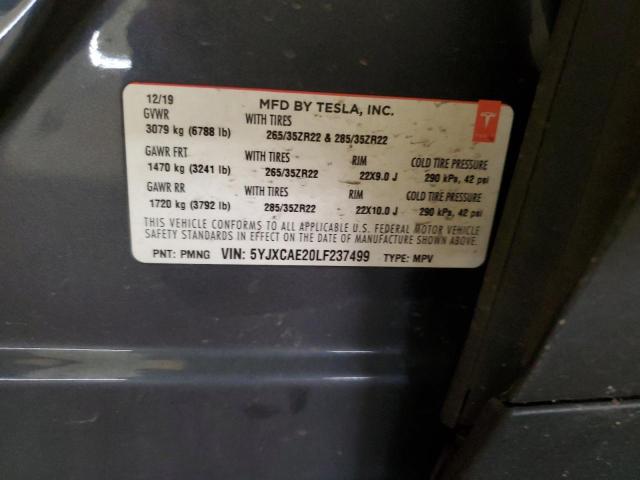 12/19 MFD BY TESLA, INC.
GVWR WITH TIRES
3079 kg (6788 lb) 265/35ZR22 & 285/35ZR22
GAWR FRT WITH TIRES RIM COLD TIRE PRESSURE
1470 kg (3241 lb) 265/35ZR22 22X9.0 J 290 kPa, 42 psi
GAWR RR WITH TIRES RIM COLD TIRE PRESSURE
1720 kg (3792 lb) 285/35ZR22 22X10.0 J 290 kPa, 42 psi
THIS VEHICLE CONFORMS TO ALL APPLICABLE U.S. FEDERAL MOTOR VEHICLE
SAFETY STANDARDS IN EFFECT ON THE DATE OF MANUFACTURE SHOWN ABOVE.
PNT: PMNG VIN: 5YJXCAE20LF237499 TYPE: MPV